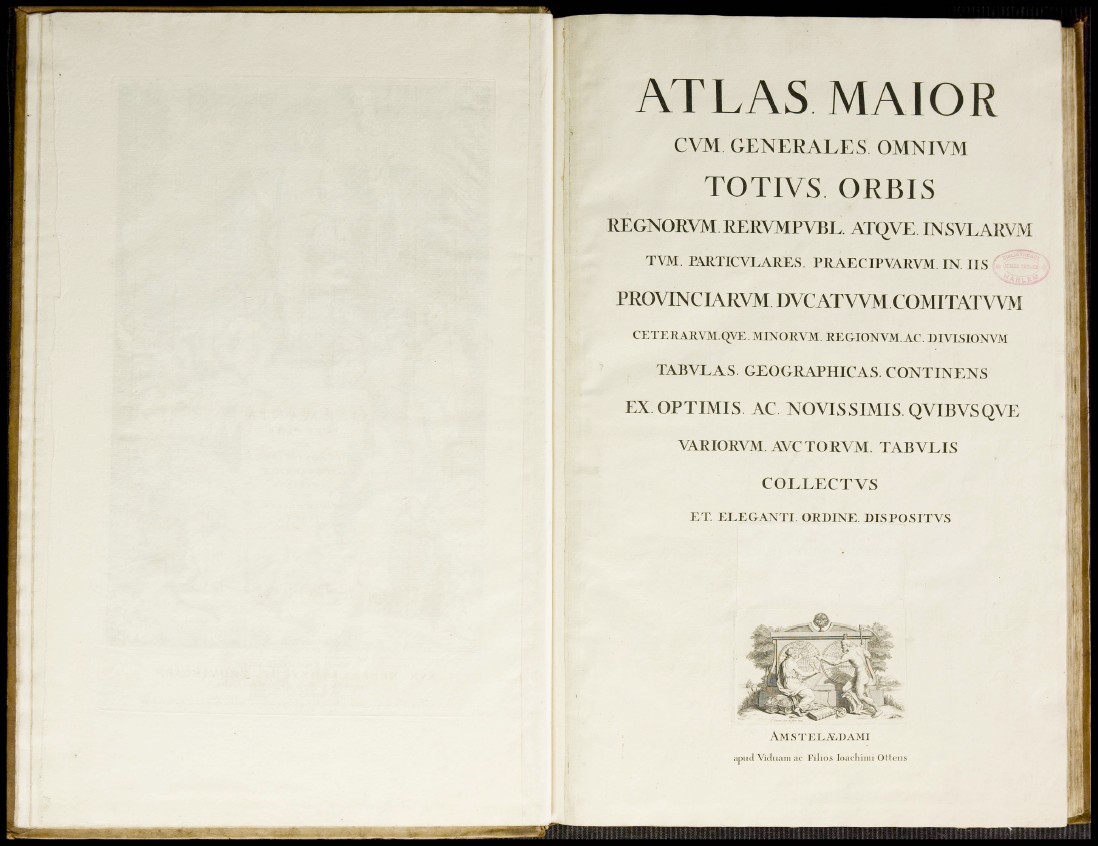 ATLAS. MAIOR
CVM. GENERALES. OMNIVM
TOTIVS. ORBIS
REGNORVM. RERVMPVBL. ATQVE. INSVLARVM
TVM. PARTICVLARES. PRAECIPVARVM. IN. IIS
PROVINCIARVM. DVCATVVM. COMITATVVM
CETERARVM. QVE. MINORVM. REGIONVM. AC. DIVISIONVM
TABVLAS. GEOGRAPHICAS. CONTINENS
EX. OPTIMIS. AC. NOVISSIMIS. QVIBVSQVE
VARIORVM. AVCTORVM. TABVLIS
COLLECTVS
ET. ELEGANTI. ORDINE. DISPOSITVS
AMSTELÆDAMI
apud Viduam ac Filios Ioachimi Ottens